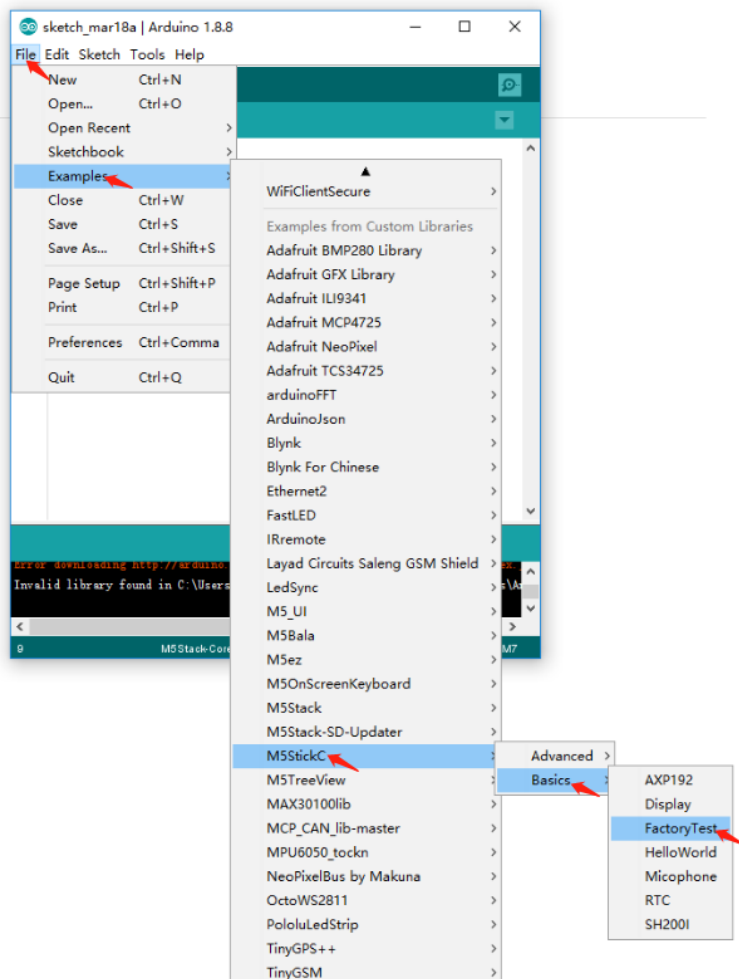 sketch_mar18a | Arduino 1.8.8
File Edit Sketch Tools Help
New Ctrl+N
Open... Ctrl+O
Open Recent
Sketchbook
Examples
Close Ctrl+W
Save Ctrl+S
Save As... Ctrl+Shift+S
Page Setup Ctrl+Shift+P
Print Ctrl+P
Preferences Ctrl+Comma
Quit Ctrl+Q
WiFiClientSecure
Examples from Custom Libraries
Adafruit BMP280 Library
Adafruit GFX Library
Adafruit ILI9341
Adafruit MCP4725
Adafruit NeoPixel
Adafruit TCS34725
arduinoFFT
ArduinoJson
Blynk
Blynk For Chinese
Ethernet2
FastLED
IRremote
Layad Circuits Saleng GSM Shield
LedSync
M5_UI
M5Bala
M5ez
M5OnScreenKeyboard
M5Stack
M5Stack-SD-Updater
M5StickC
M5TreeView
MAX30100lib
MCP_CAN_lib-master
MPU6050_tockn
NeoPixelBus by Makuna
OctoWS2811
PololuLedStrip
TinyGPS++
TinyGSM
Advanced
Basics
AXP192
Display
FactoryTest
HelloWorld
Micophone
RTC
SH200I
Error downloading http://arduino.
Invalid library found in C:\Users
9 M5Stack-Core M7